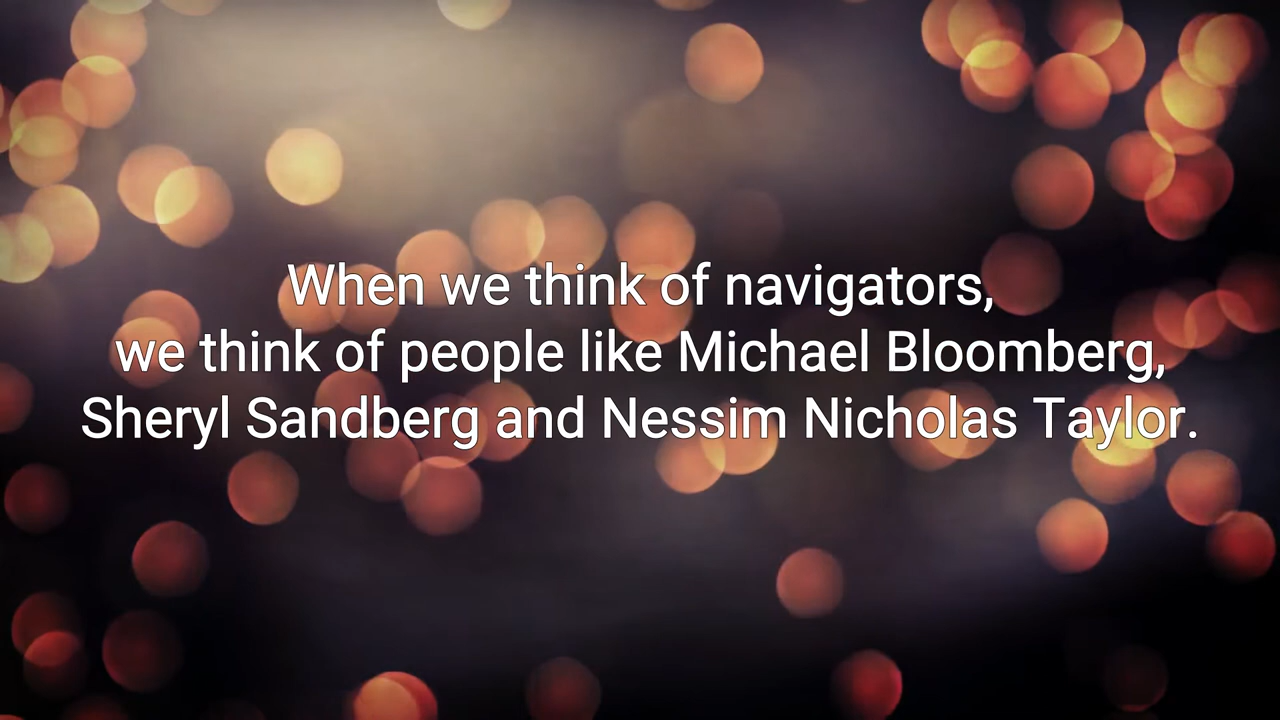 When we think of navigators,
we think of people like Michael Bloomberg,
Sheryl Sandberg and Nessim Nicholas Taylor.